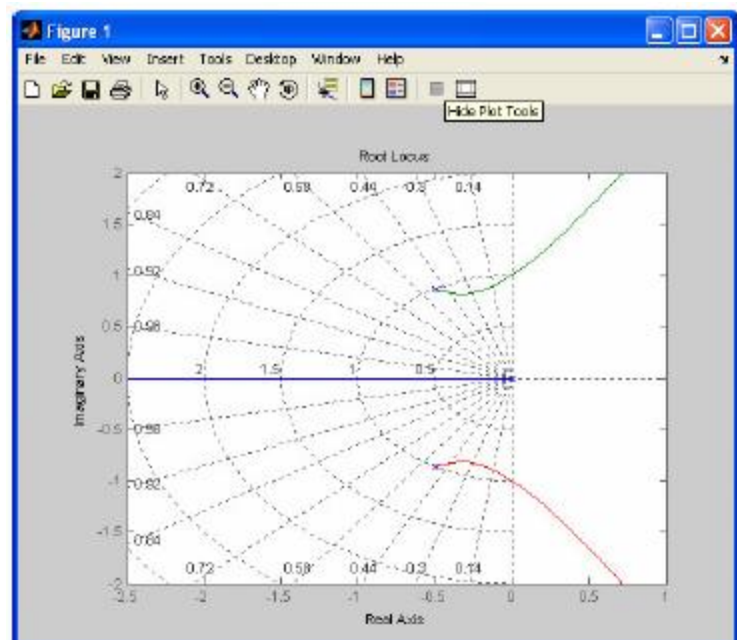 Figure 1
File Edit View Insert Tools Desktop Window Help
Hide Plot Tools
Root Locus
2
0.72 0.58 0.44 0.3 0.14
0.84
1.5
0.92
1
0.5
0.98
2 1.5 1 0.5
0
Imaginary Axis
-0.5
0.98
-1
0.92
-1.5
0.84
0.72 0.58 0.44 0.3 0.14
-2
-2.5 -2 -1.5 -1 -0.5 0 0.5 1
Real Axis